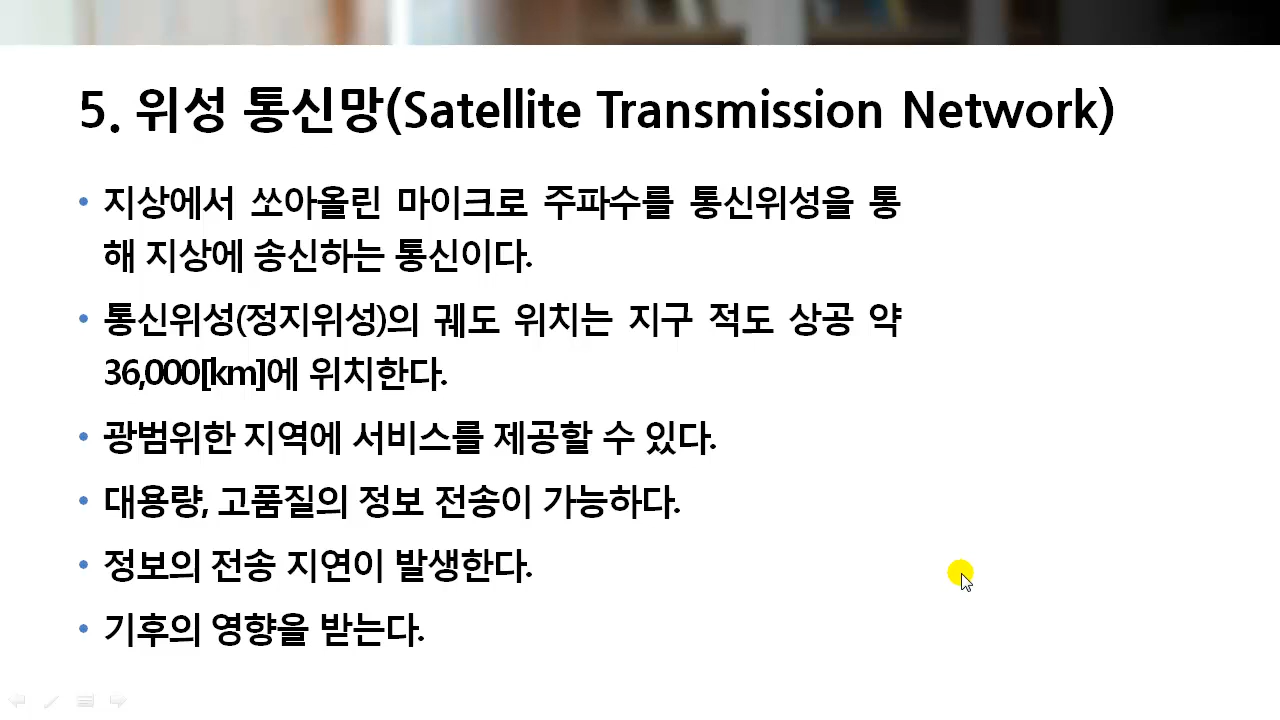 5. 위성 통신망(Satellite Transmission Network)
• 지상에서 쏘아올린 마이크로 주파수를 통신위성을 통
해 지상에 송신하는 통신이다.
• 통신위성(정지위성)의 궤도 위치는 지구 적도 상공 약
36,000[km]에 위치한다.
• 광범위한 지역에 서비스를 제공할 수 있다.
• 대용량, 고품질의 정보 전송이 가능하다.
• 정보의 전송 지연이 발생한다.
• 기후의 영향을 받는다.